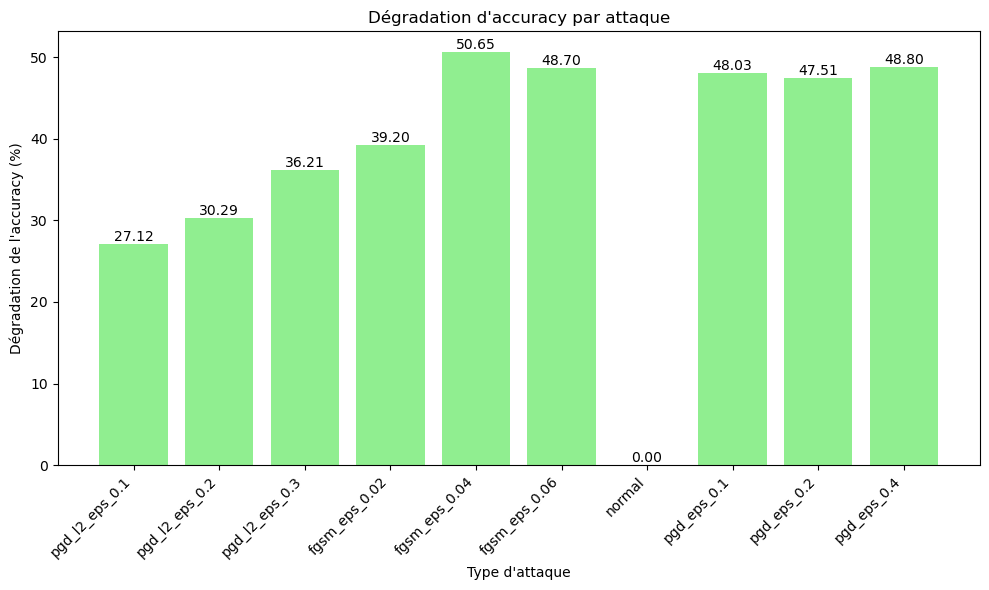 Dégradation d'accuracy par attaque
Dégradation de l'accuracy (%)
50
40
30
20
10
0
27.12
30.29
36.21
39.20
50.65
48.70
0.00
48.03
47.51
48.80
pgd_l2_eps_0.1
pgd_l2_eps_0.2
pgd_l2_eps_0.3
fgsm_eps_0.02
fgsm_eps_0.04
fgsm_eps_0.06
normal
pgd_eps_0.1
pgd_eps_0.2
pgd_eps_0.4
Type d'attaque